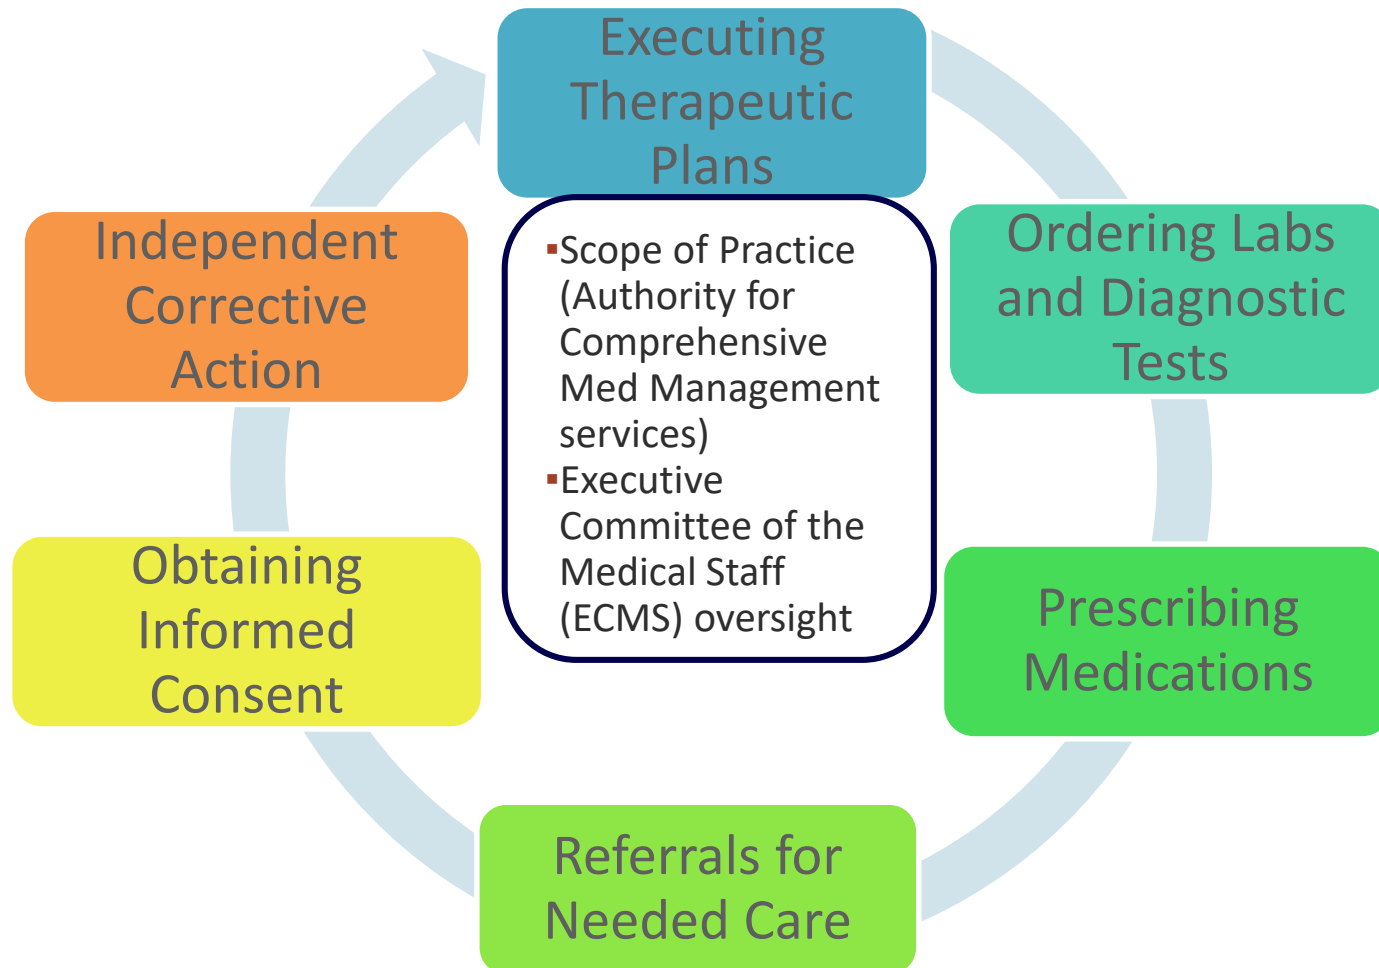 Executing
Therapeutic
Plans
Ordering Labs
and Diagnostic
Tests
Prescribing
Medications
Referrals for
Needed Care
Obtaining
Informed
Consent
Independent
Corrective
Action
▪Scope of Practice
(Authority for
Comprehensive
Med Management
services)
▪Executive
Committee of the
Medical Staff
(ECMS) oversight